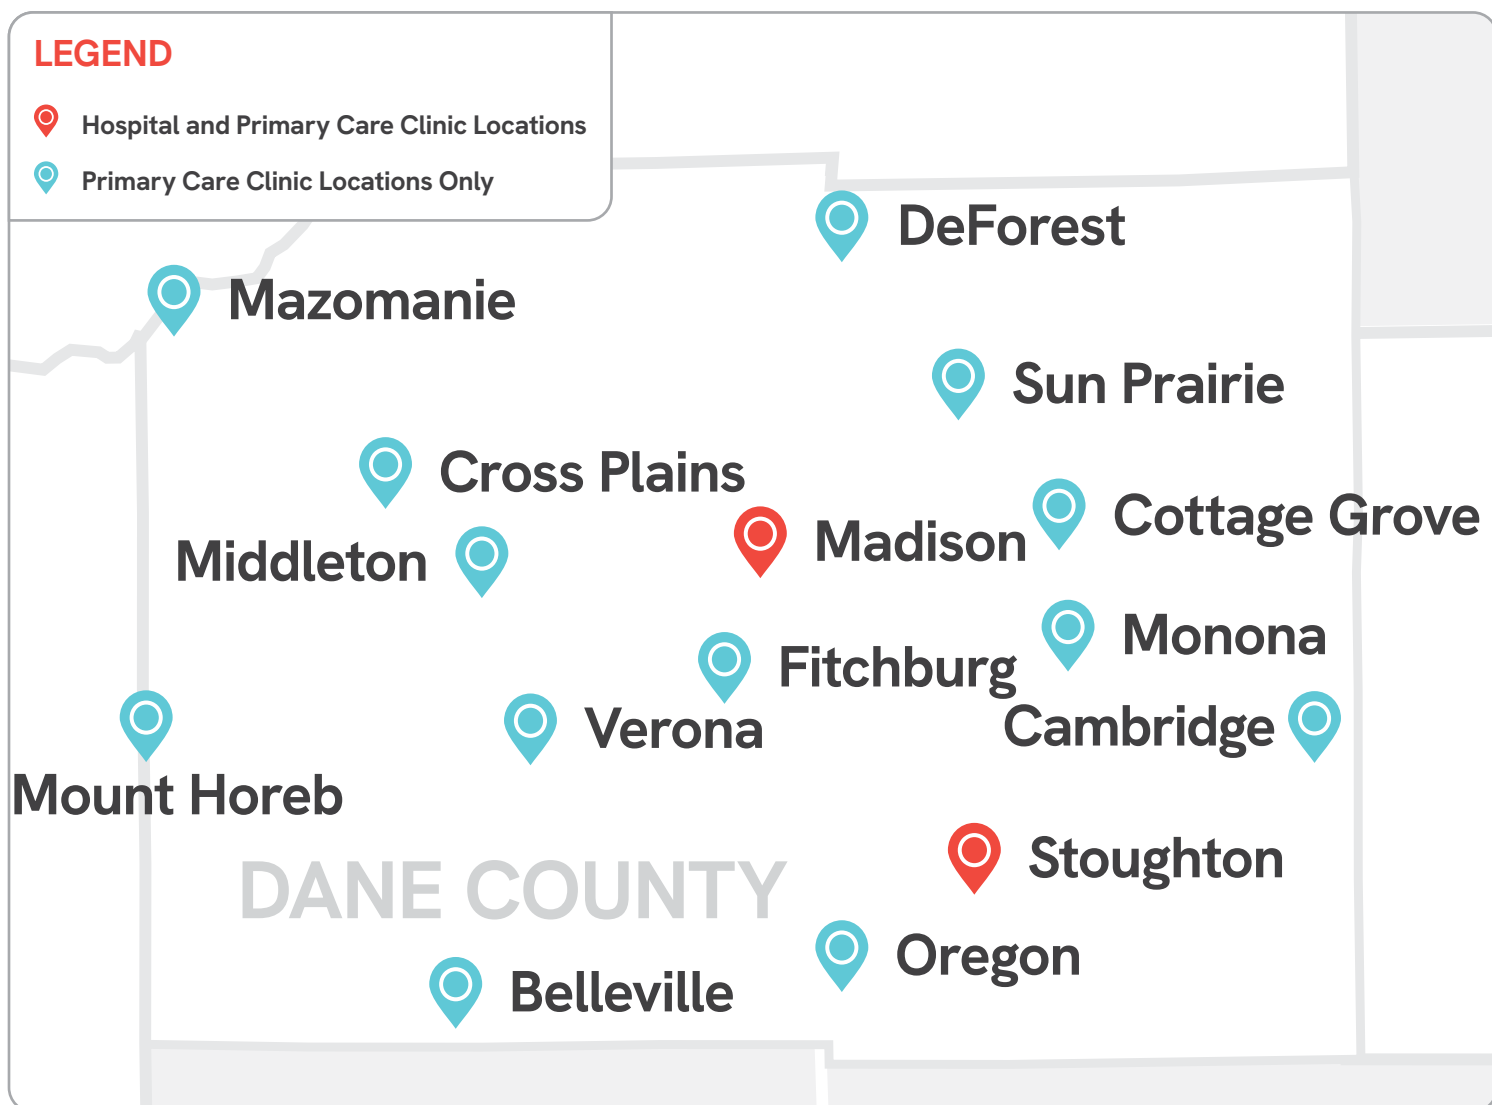 LEGEND
Hospital and Primary Care Clinic Locations
Primary Care Clinic Locations Only
DeForest
Mazomanie
Sun Prairie
Cross Plains
Cottage Grove
Madison
Middleton
Monona
Fitchburg
Cambridge
Verona
Mount Horeb
Stoughton
DANE COUNTY
Oregon
Belleville